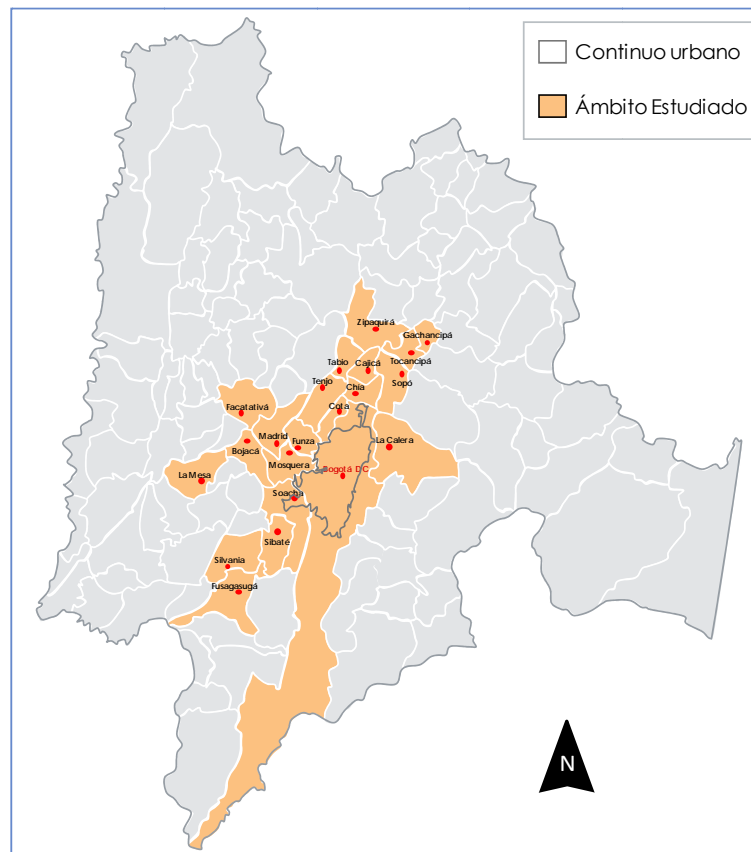 Continuo urbano
Ámbito Estudiado
Zipaquirá
Gachancipá
Tabio
Cajicá
Tocancipá
Tenjo
Sopó
Chía
Facatativá
Cota
Madrid
Funza
La Calera
Bojacá
Mosquera
Bogotá DC
La Mesa
Soacha
Sibaté
Silvania
Fusagasugá
N